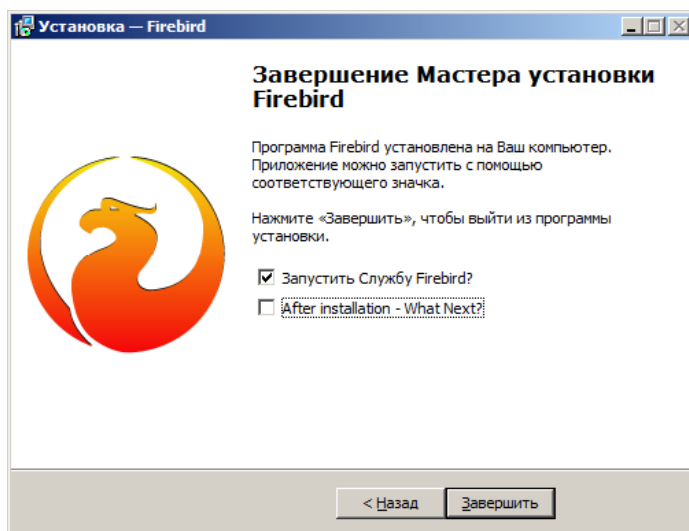 Установка — Firebird
Завершение Мастера установки
Firebird
Программа Firebird установлена на Ваш компьютер.
Приложение можно запустить с помощью
соответствующего значка.
Нажмите «Завершить», чтобы выйти из программы
установки.
Запустить Службу Firebird?
After installation - What Next?
< Назад
Завершить